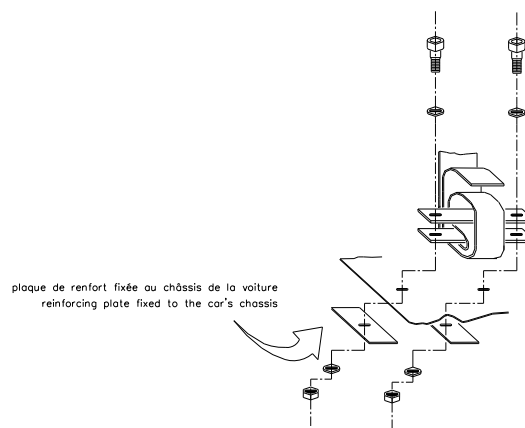 plaque de renfort fixée au châssis de la voiture
reinforcing plate fixed to the car's chassis